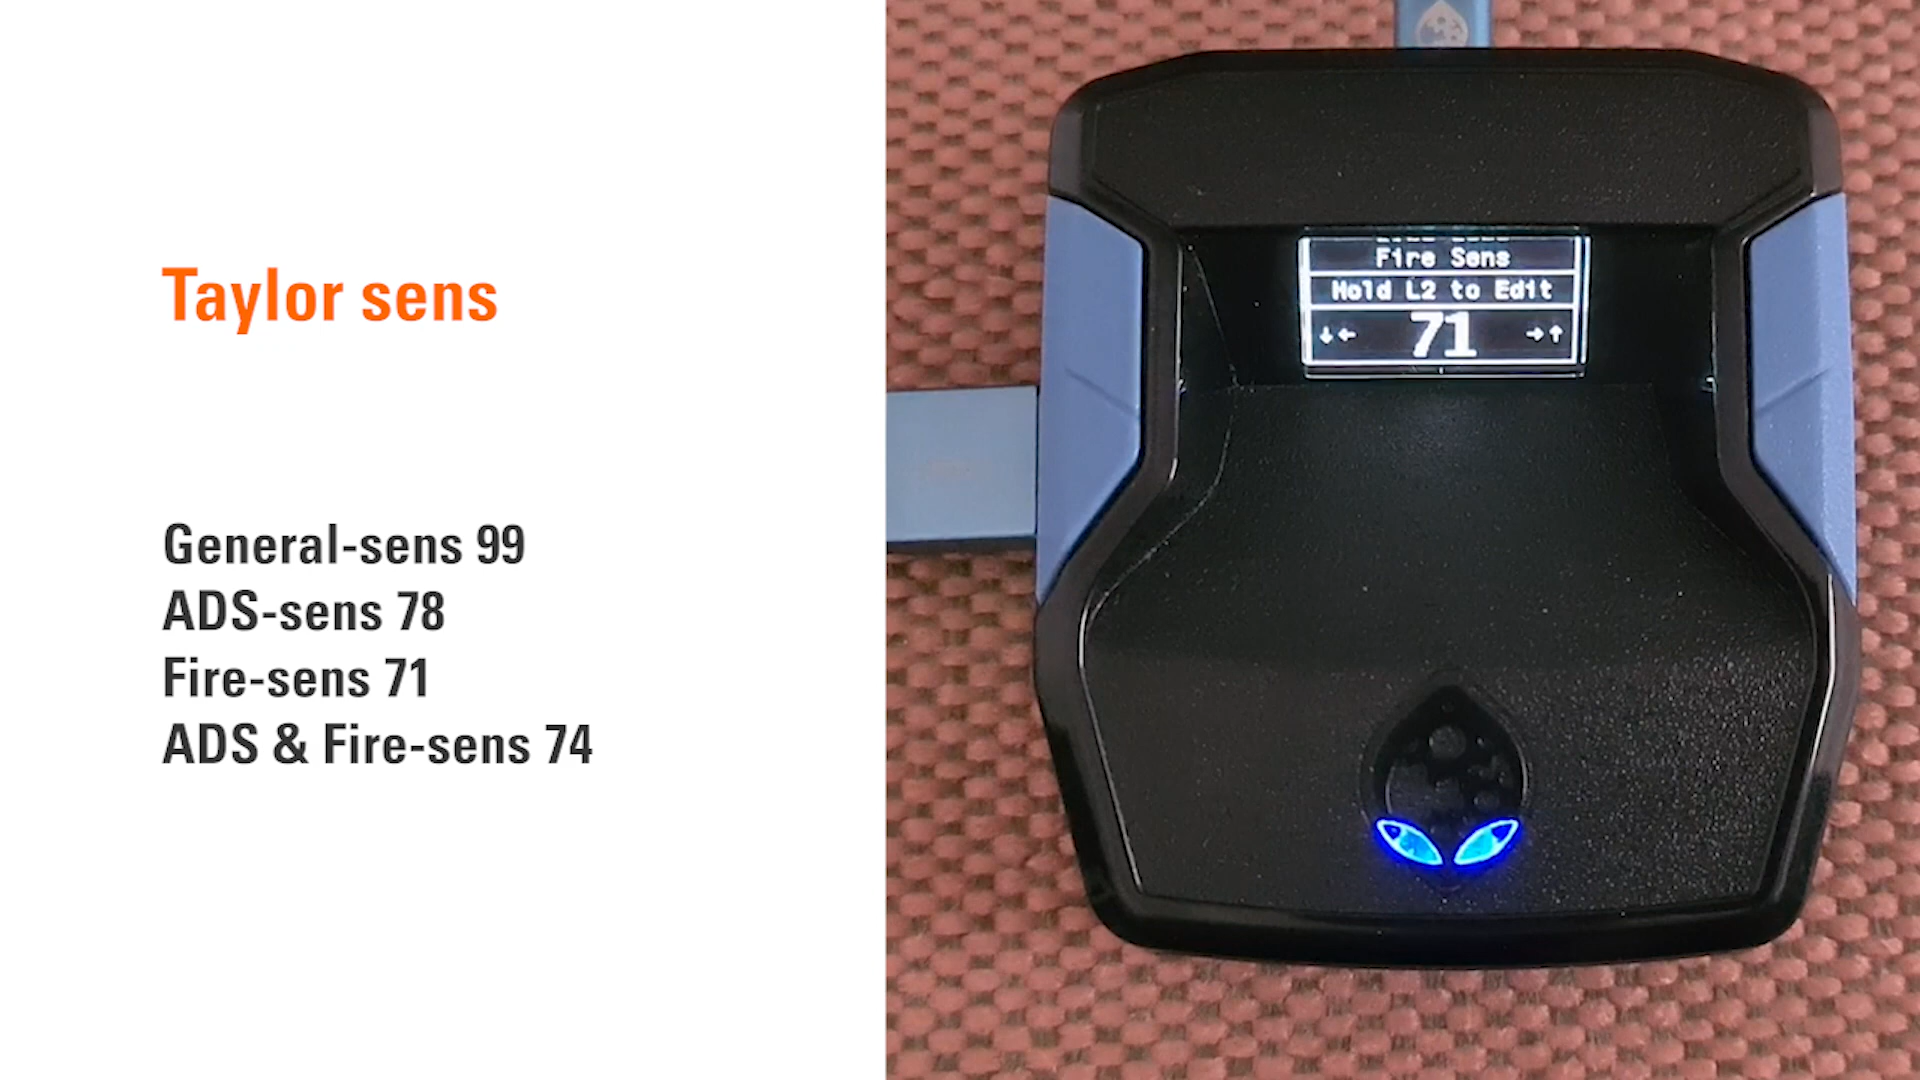 Taylor sens
General-sens 99
ADS-sens 78
Fire-sens 71
ADS & Fire-sens 74
Fire Sens
Hold L2 to Edit
↓← 71 →↑